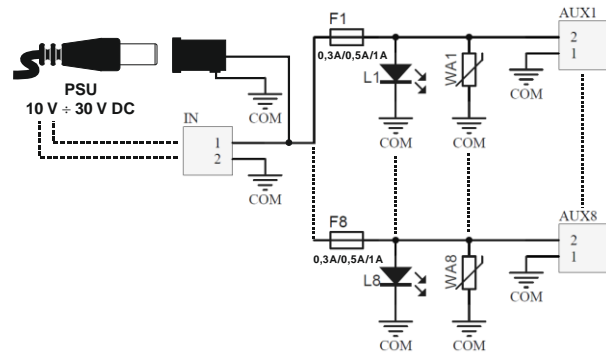 AUX1
F1
2
0,3A/0,5A/1A
1
L1
WA1
COM
PSU
10 V ÷ 30 V DC
COM
IN
COM
COM
1
2
COM
AUX8
F8
2
0,3A/0,5A/1A
1
L8
WA8
COM
COM
COM